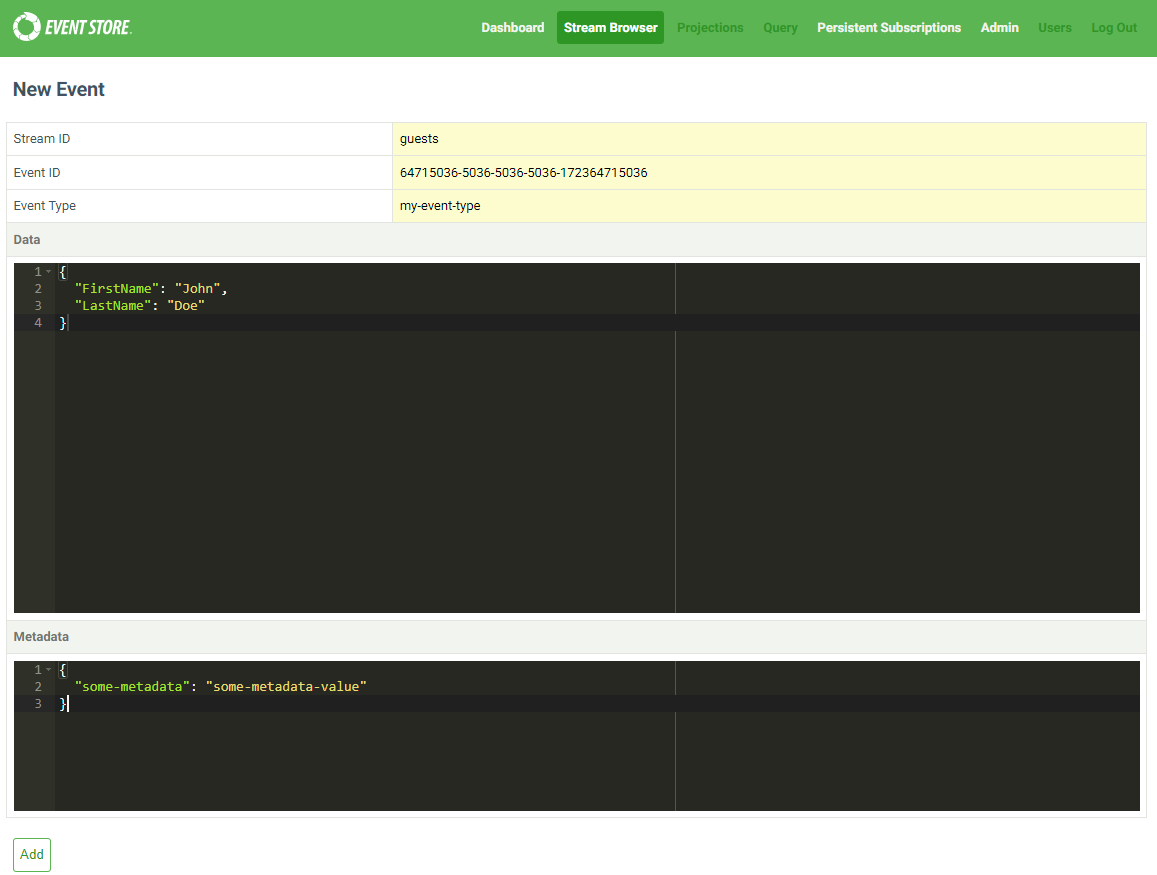 EVENT STORE.
Dashboard Stream Browser Projections Query Persistent Subscriptions Admin Users Log Out
New Event
Stream ID guests
Event ID 64715036-5036-5036-5036-172364715036
Event Type my-event-type
Data
1 {
2 "FirstName": "John",
3 "LastName": "Doe"
4 }
Metadata
1 {
2 "some-metadata": "some-metadata-value"
3 }
Add